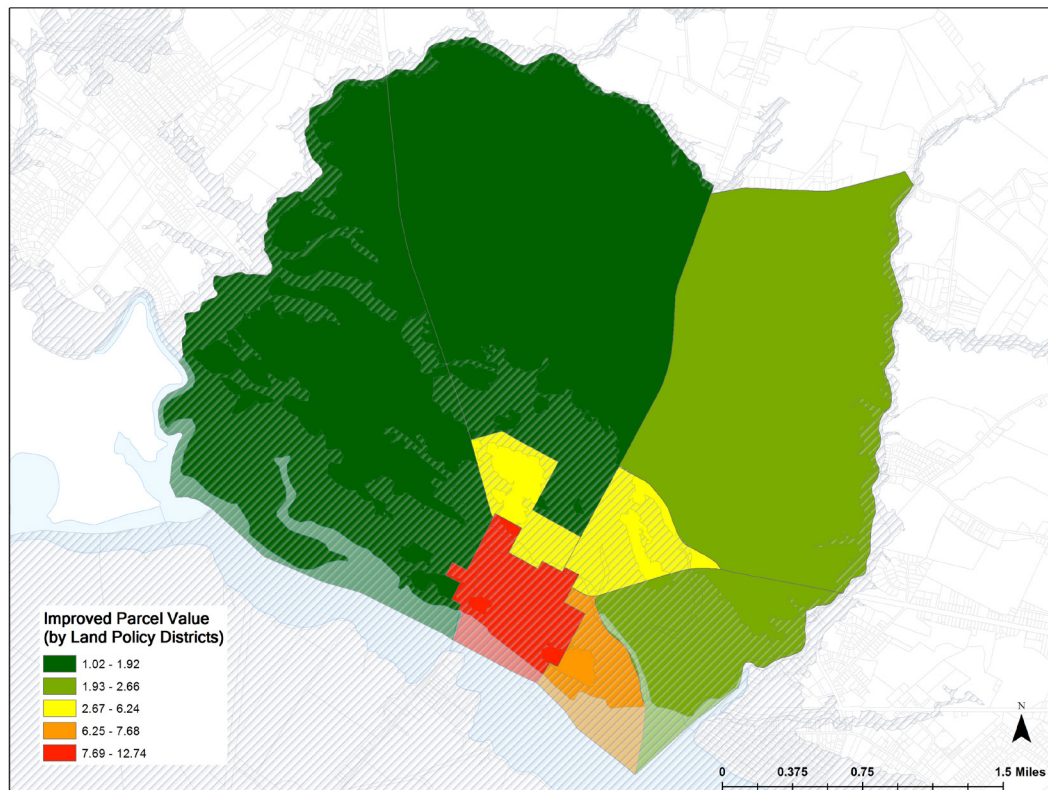 Improved Parcel Value
(by Land Policy Districts)
1.02 - 1.92
1.93 - 2.66
2.67 - 6.24
6.25 - 7.68
7.69 - 12.74
N
0 0.375 0.75 1.5 Miles